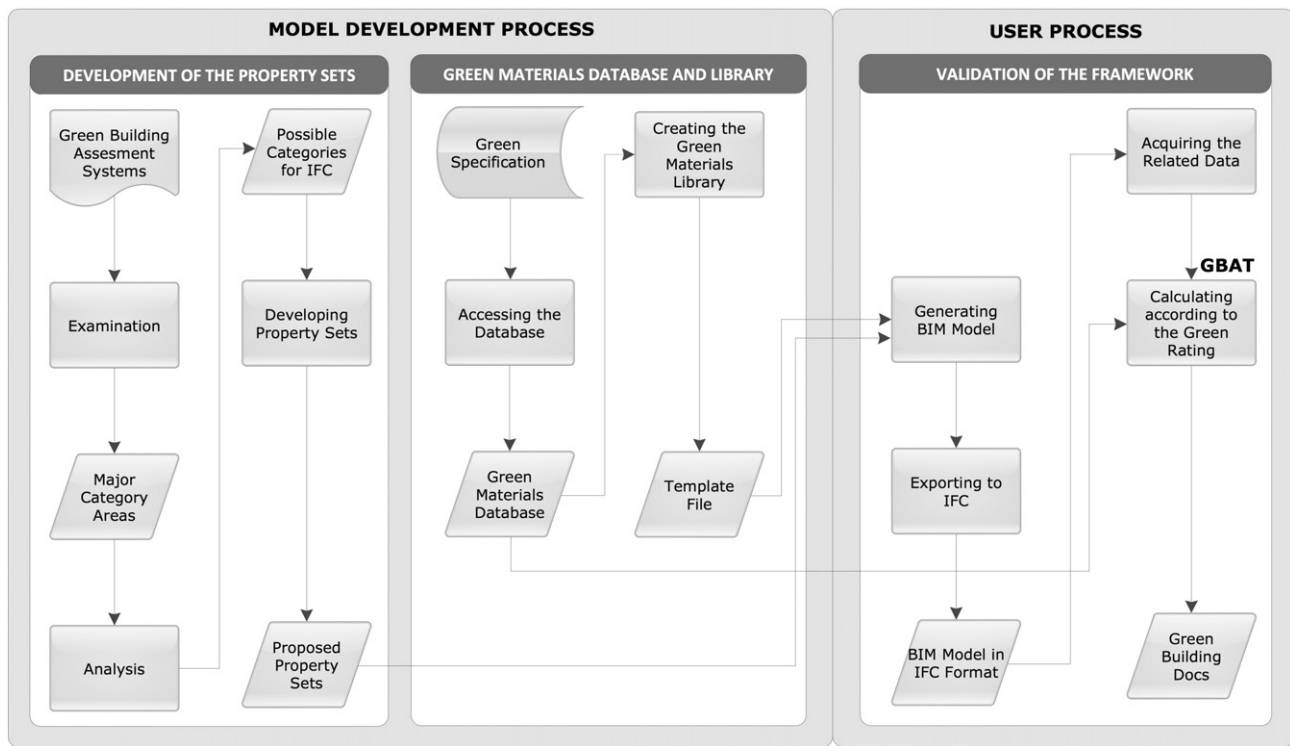 MODEL DEVELOPMENT PROCESS
USER PROCESS
DEVELOPMENT OF THE PROPERTY SETS
GREEN MATERIALS DATABASE AND LIBRARY
VALIDATION OF THE FRAMEWORK
Green Building
Assesment
Systems
Possible
Categories
for IFC
Examination
Developing
Property Sets
Major
Category
Areas
Analysis
Proposed
Property
Sets
Green
Specification
Creating the
Green
Materials
Library
Accessing the
Database
Green
Materials
Database
Template
File
Acquiring the
Related Data
GBAT
Generating
BIM Model
Calculating
according to
the Green
Rating
Exporting to
IFC
BIM Model in
IFC Format
Green
Building
Docs